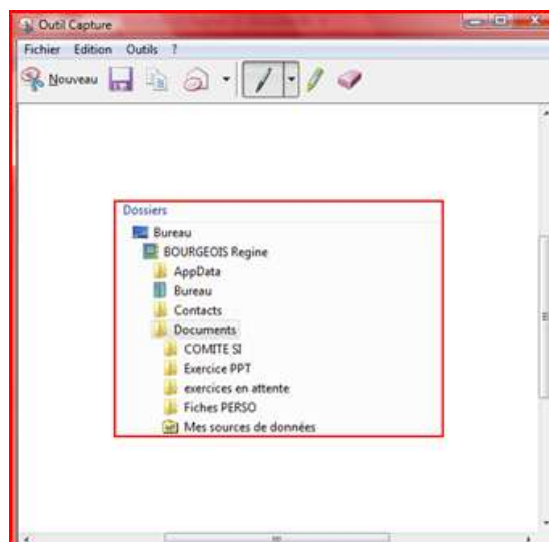 Outil Capture
Fichier Edition Outils ?
Nouveau
Dossiers
Bureau
BOURGEOIS Regine
AppData
Bureau
Contacts
Documents
COMITE SI
Exercice PPT
exercices en attente
Fiches PERSO
Mes sources de données